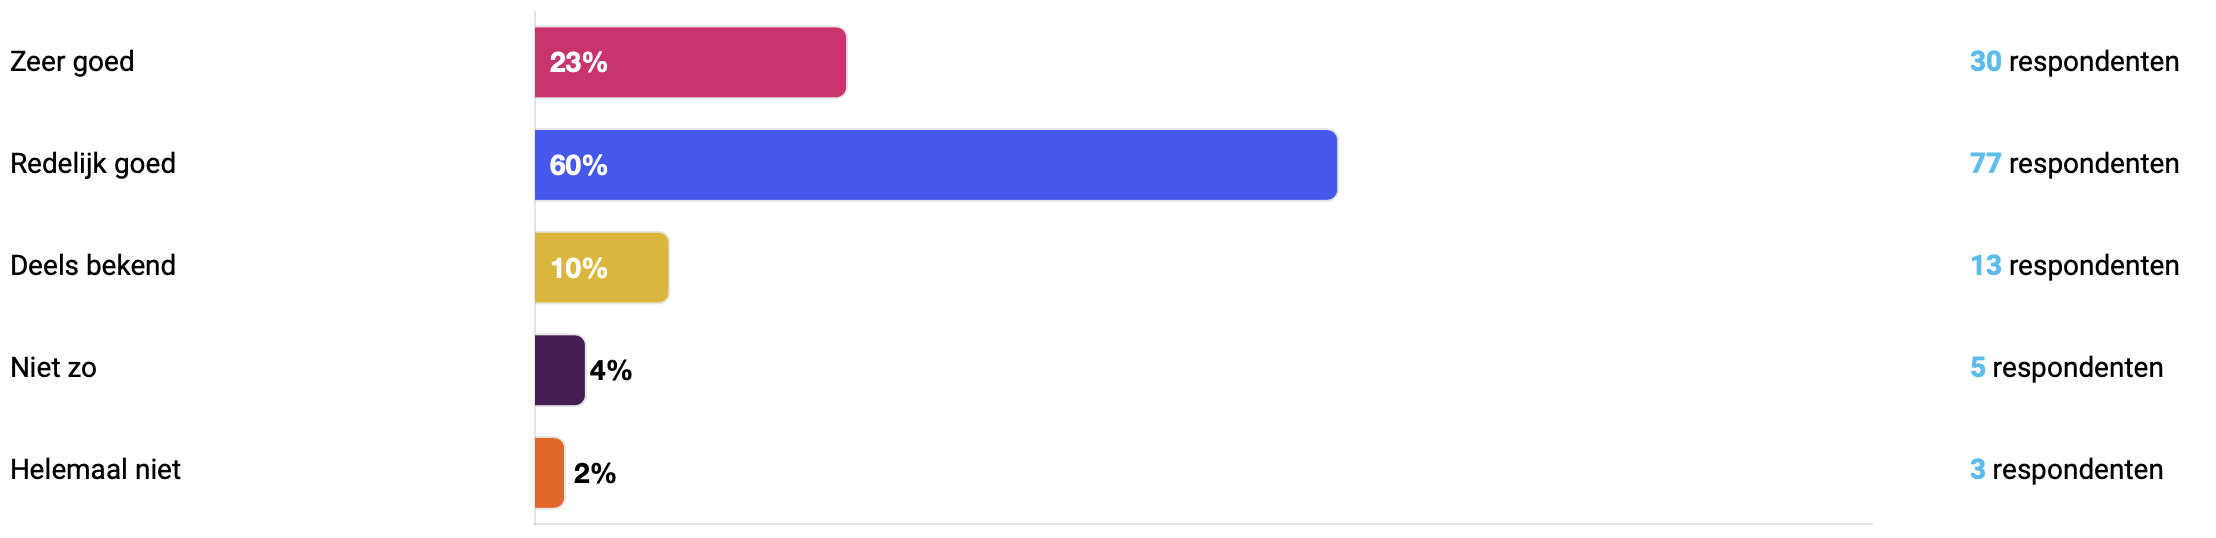 Zeer goed 23% 30 respondenten
Redelijk goed 60% 77 respondenten
Deels bekend 10% 13 respondenten
Niet zo 4% 5 respondenten
Helemaal niet 2% 3 respondenten